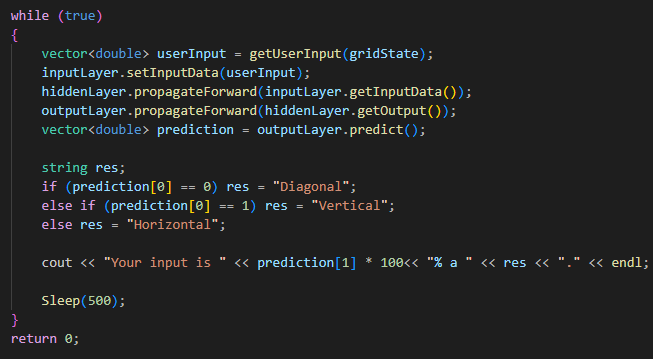 while (true)
{
    vector<double> userInput = getUserInput(gridState);
    inputLayer.setInputData(userInput);
    hiddenLayer.propagateForward(inputLayer.getInputData());
    outputLayer.propagateForward(hiddenLayer.getOutput());
    vector<double> prediction = outputLayer.predict();

    string res;
    if (prediction[0] == 0) res = "Diagonal";
    else if (prediction[0] == 1) res = "Vertical";
    else res = "Horizontal";

    cout << "Your input is " << prediction[1] * 100<< "% a " << res << "." << endl;

    Sleep(500);
}
return 0;